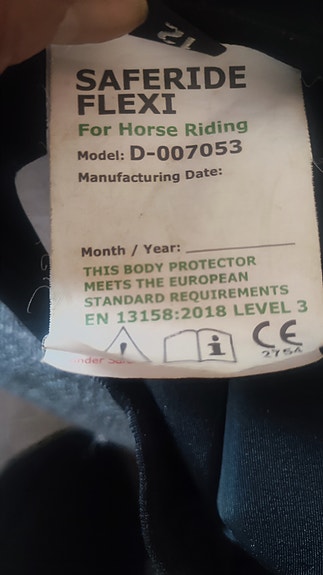 SAFERIDE
FLEXI
For Horse Riding
Model: D-007053
Manufacturing Date:
Month / Year:
THIS BODY PROTECTOR
MEETS THE EUROPEAN
STANDARD REQUIREMENTS
EN 13158:2018 LEVEL 3
CE
2754